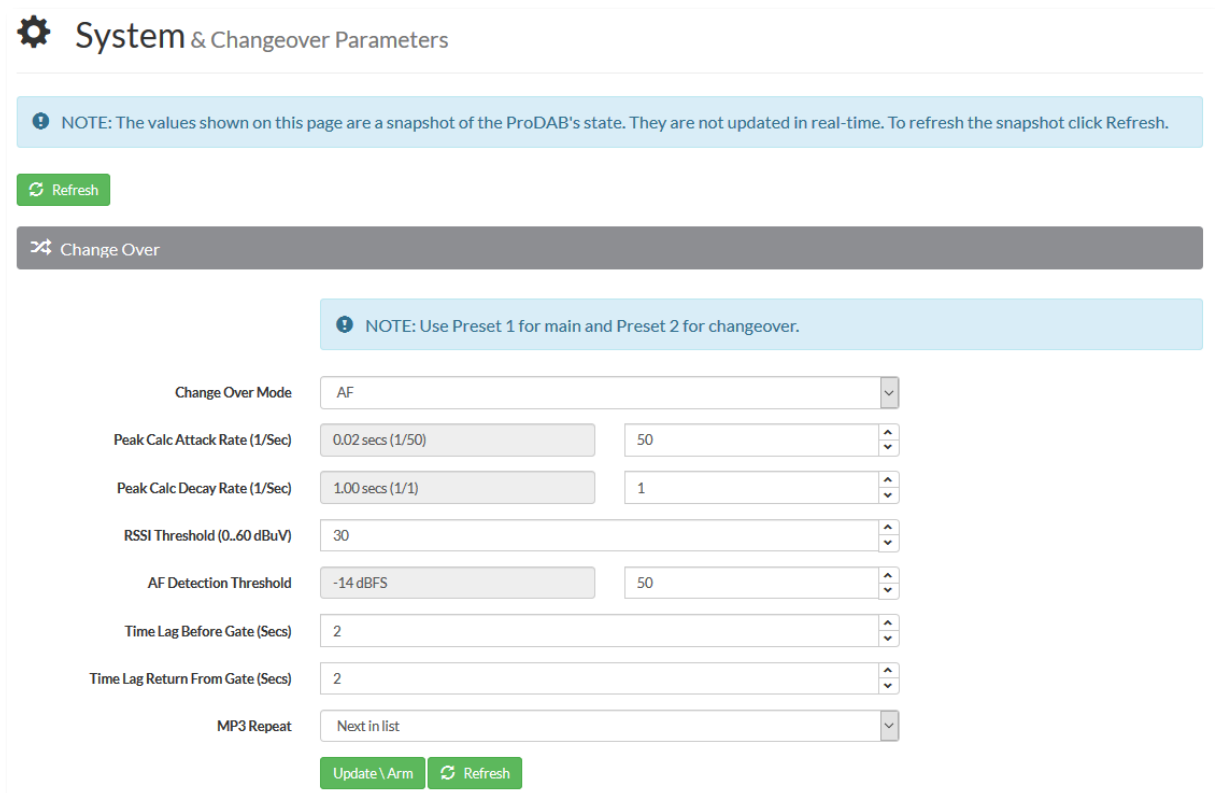 System & Changeover Parameters
NOTE: The values shown on this page are a snapshot of the ProDAB's state. They are not updated in real-time. To refresh the snapshot click Refresh.
Refresh
Change Over
NOTE: Use Preset 1 for main and Preset 2 for changeover.
Change Over Mode AF
Peak Calc Attack Rate (1/Sec) 0.02 secs (1/50) 50
Peak Calc Decay Rate (1/Sec) 1.00 secs (1/1) 1
RSSI Threshold (0..60 dBuV) 30
AF Detection Threshold -14 dBFS 50
Time Lag Before Gate (Secs) 2
Time Lag Return From Gate (Secs) 2
MP3 Repeat Next in list
Update \ Arm Refresh